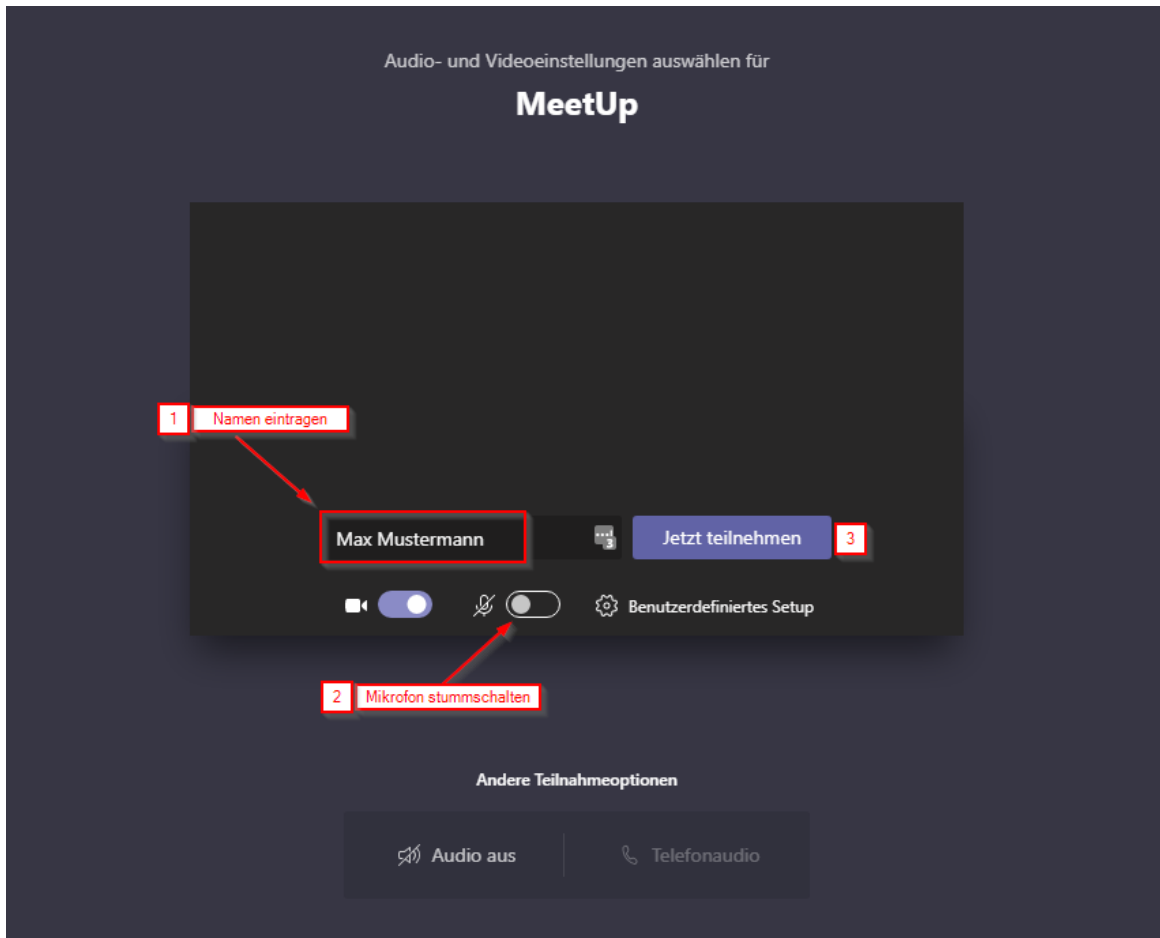 Audio- und Videoeinstellungen auswählen für
MeetUp
1 Namen eintragen
Max Mustermann
3
Jetzt teilnehmen 3
Benutzerdefiniertes Setup
2 Mikrofon stummschalten
Andere Teilnahmeoptionen
Audio aus
Telefonaudio